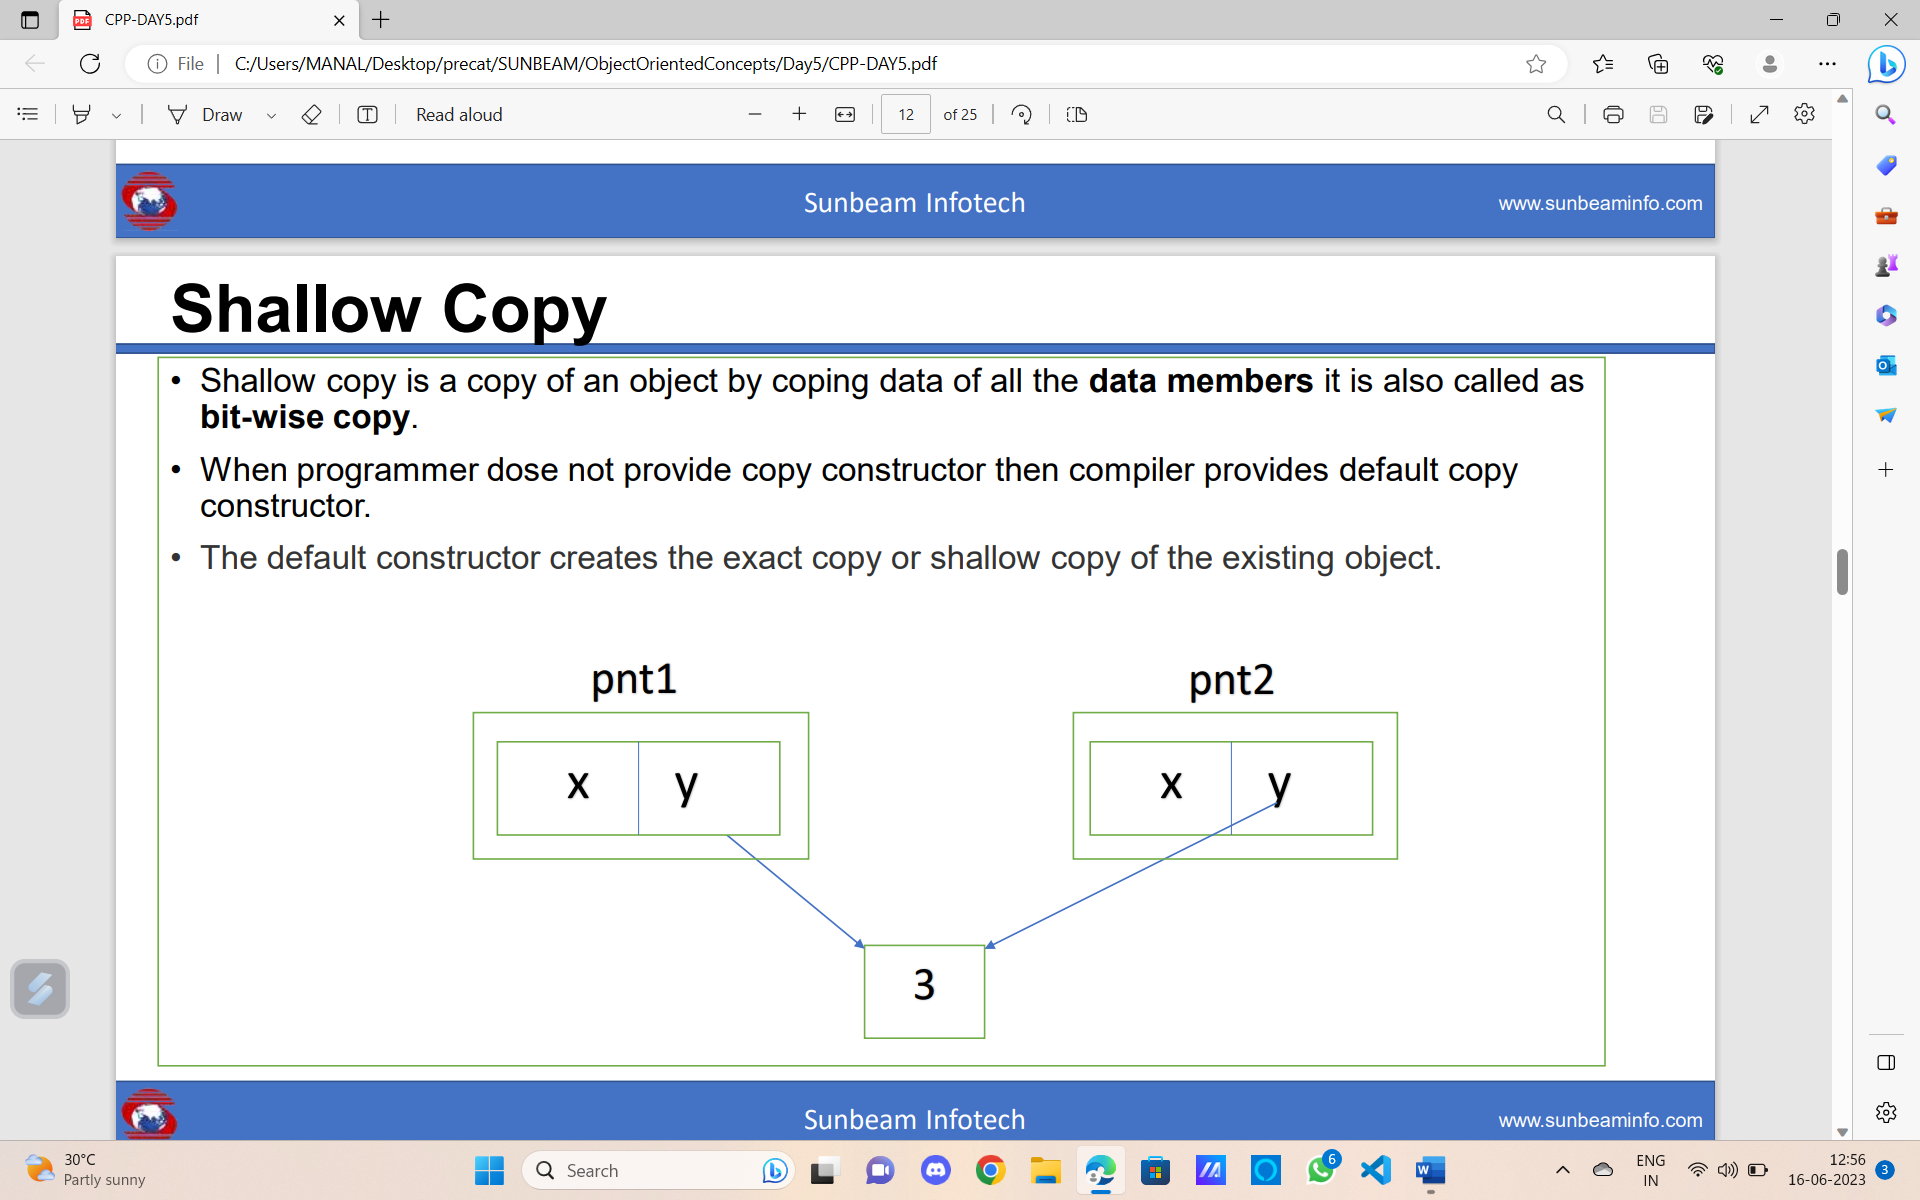 CPP-DAY5.pdf
File
C:/Users/MANAL/Desktop/precat/SUNBEAM/ObjectOrientedConcepts/Day5/CPP-DAY5.pdf
Draw
Read aloud
12 of 25
Sunbeam Infotech
www.sunbeaminfo.com
Shallow Copy
• Shallow copy is a copy of an object by coping data of all the data members it is also called as
bit-wise copy.
• When programmer dose not provide copy constructor then compiler provides default copy
constructor.
• The default constructor creates the exact copy or shallow copy of the existing object.
pnt1
pnt2
x y
x y
3
Sunbeam Infotech
www.sunbeaminfo.com
30°C
Partly sunny
Search
6
ENG
IN
12:56
16-06-2023
3